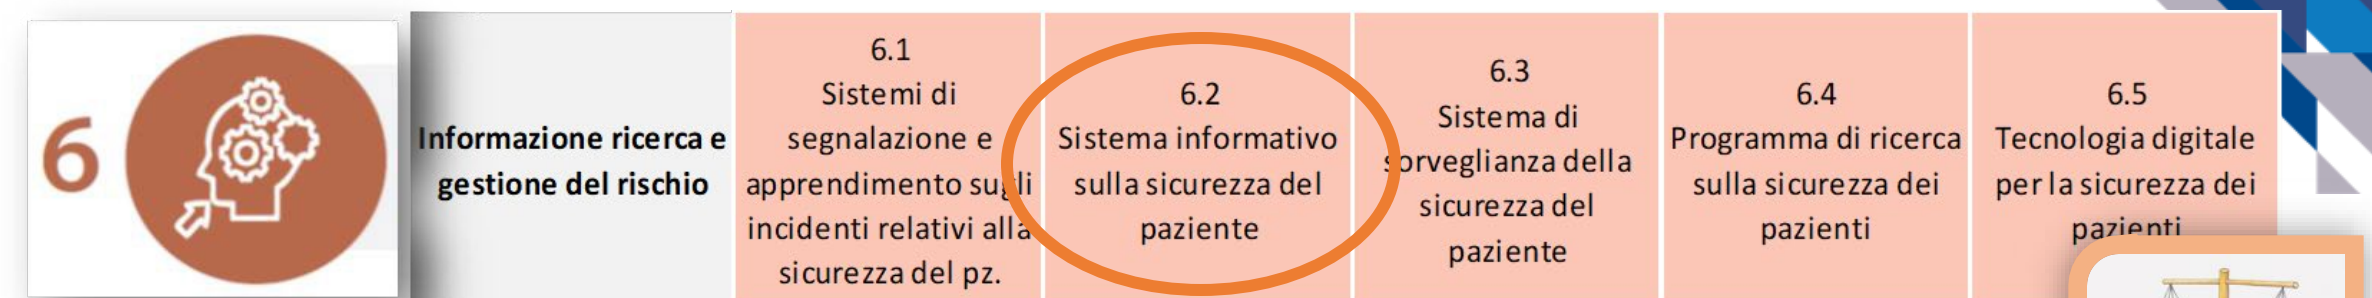 6
Informazione ricerca e
gestione del rischio
6.1
Sistemi di
segnalazione e
apprendimento sugli
incidenti relativi alla
sicurezza del pz.
6.2
Sistema informativo
sulla sicurezza del
paziente
6.3
Sistema di
sorveglianza della
sicurezza del
paziente
6.4
Programma di ricerca
sulla sicurezza dei
pazienti
6.5
Tecnologia digitale
per la sicurezza dei
pazienti